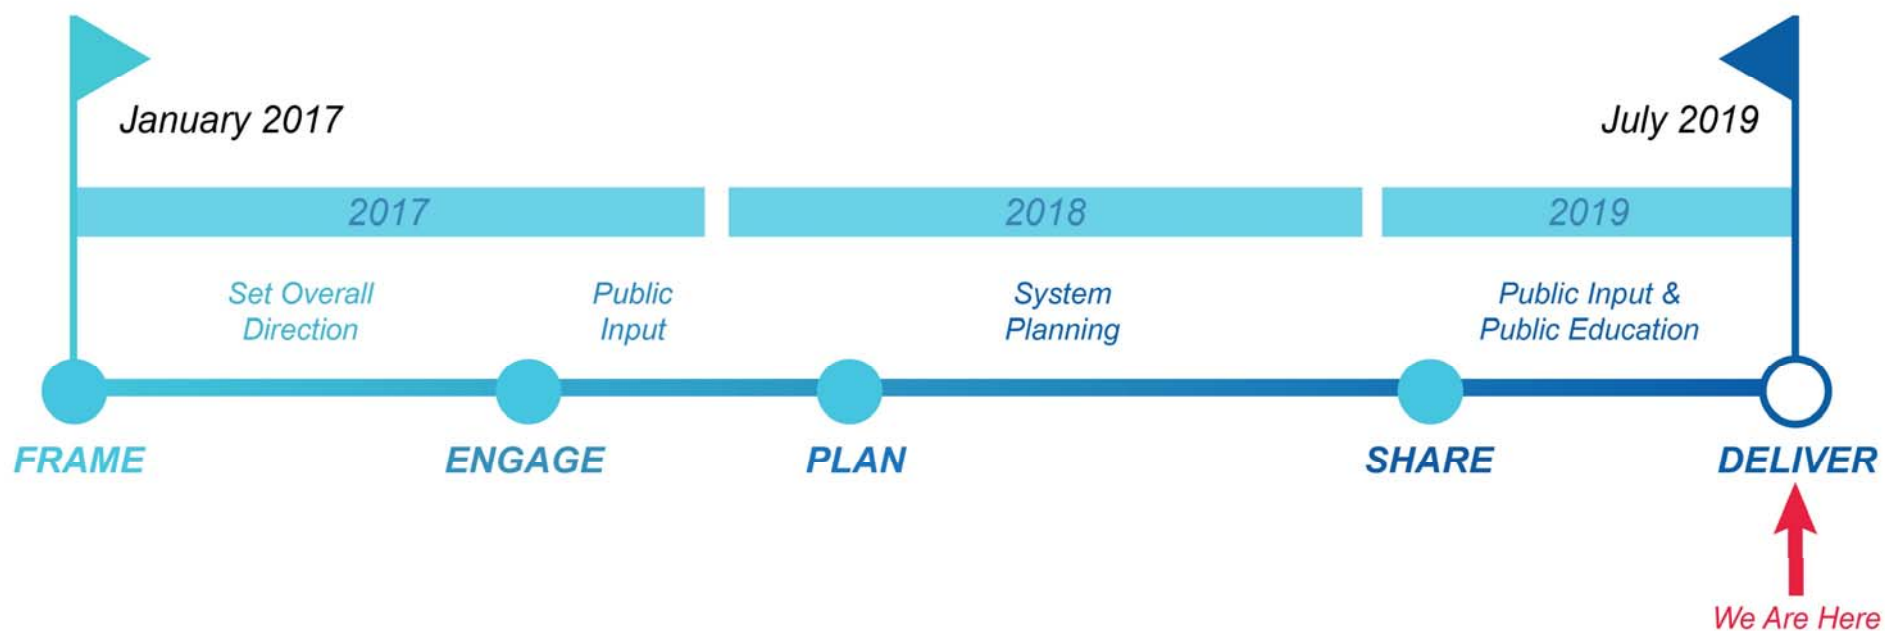 January 2017
July 2019
2017
2018
2019
Set Overall
Direction
Public
Input
System
Planning
Public Input &
Public Education
FRAME
ENGAGE
PLAN
SHARE
DELIVER
We Are Here